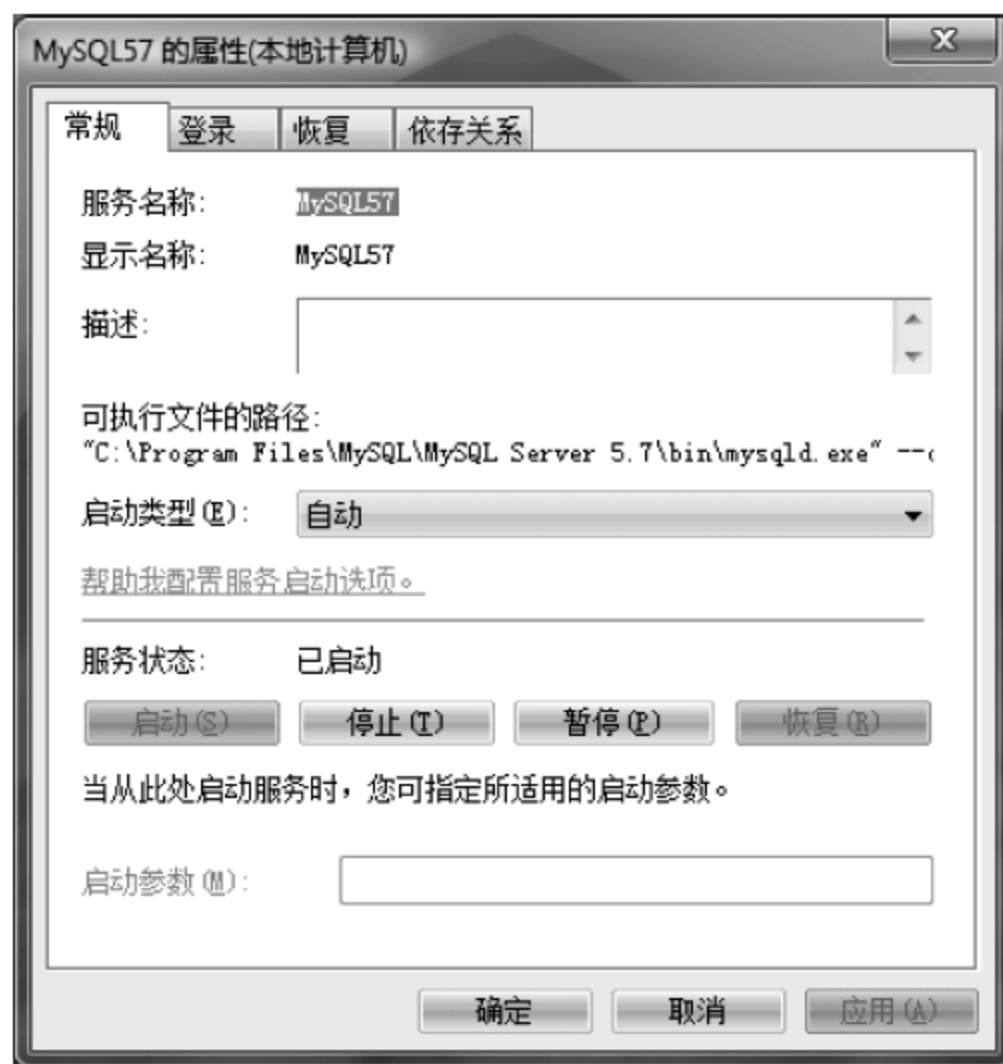 MySQL57 的属性(本地计算机)
常规 登录 恢复 依存关系
服务名称: MySQL57
显示名称: MySQL57
描述:
可执行文件的路径:
"C:\Program Files\MySQL\MySQL Server 5.7\bin\mysqld.exe" --d
启动类型(E): 自动
帮助我配置服务启动选项。
服务状态: 已启动
启动(S) 停止(T) 暂停(P) 恢复(R)
当从此处启动服务时，您可指定所适用的启动参数。
启动参数(M):
确定 取消 应用(A)